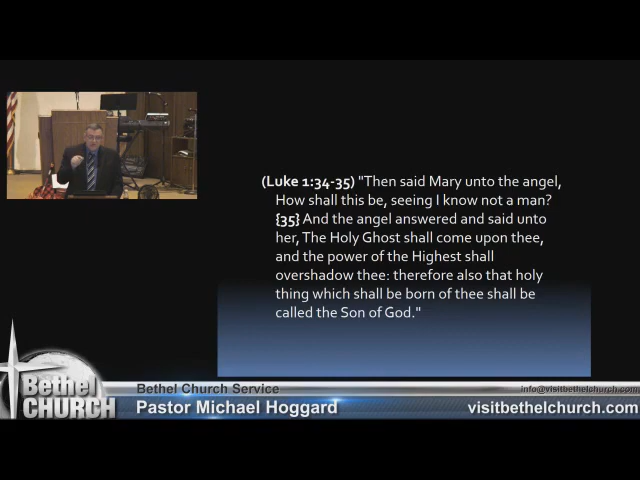 (Luke 1:34-35) "Then said Mary unto the angel,
How shall this be, seeing I know not a man?
{35} And the angel answered and said unto
her, The Holy Ghost shall come upon thee,
and the power of the Highest shall
overshadow thee: therefore also that holy
thing which shall be born of thee shall be
called the Son of God."
Bethel
CHURCH
Bethel Church Service
info@visitbethelchurch.com
Pastor Michael Hoggard
visitbethelchurch.com